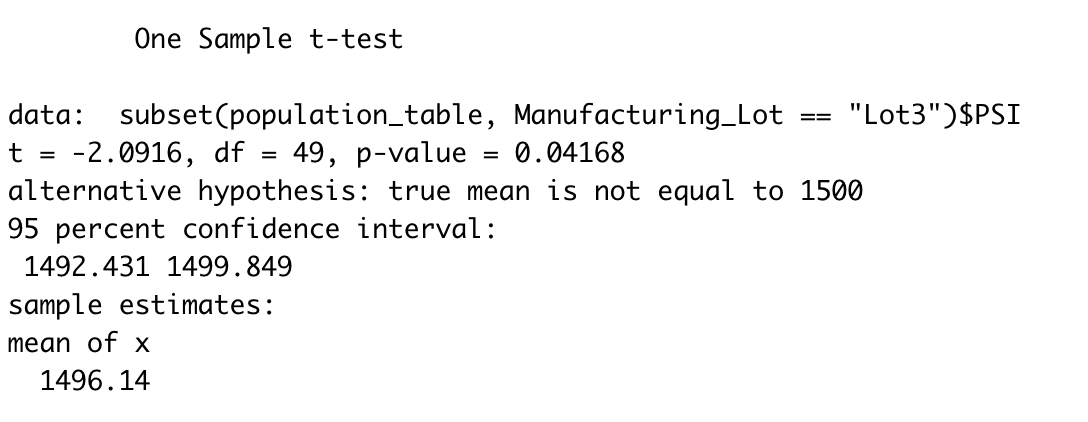 One Sample t-test
data:  subset(population_table, Manufacturing_Lot == "Lot3")$PSI
t = -2.0916, df = 49, p-value = 0.04168
alternative hypothesis: true mean is not equal to 1500
95 percent confidence interval:
1492.431 1499.849
sample estimates:
mean of x
1496.14